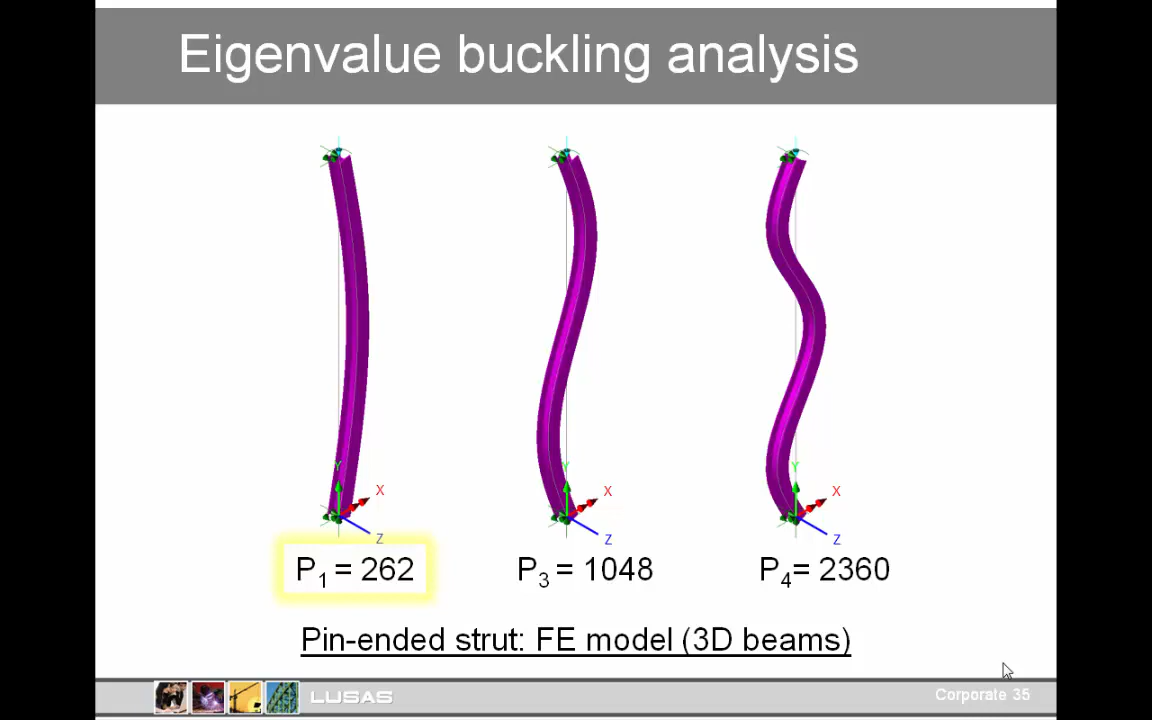 Eigenvalue buckling analysis
Y X Z
Y X Z
Y X Z
P₁ = 262
P₃ = 1048
P₄= 2360
Pin-ended strut: FE model (3D beams)
LUSAS
Corporate 35